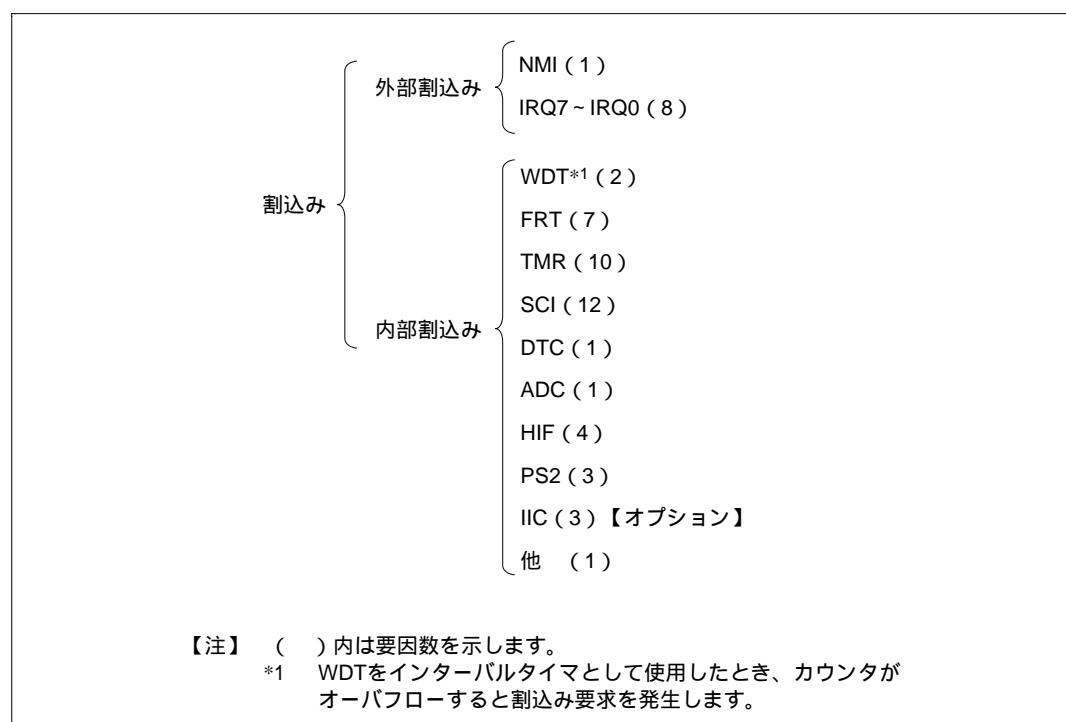 割込み
外部割込み
NMI(1)
IRQ7~IRQ0(8)
内部割込み
WDT*1(2)
FRT(7)
TMR(10)
SCI(12)
DTC(1)
ADC(1)
HIF(4)
PS2(3)
IIC(3)【オプション】
他 (1)
【注】 ( )内は要因数を示します。
*1 WDTをインターバルタイマとして使用したとき、カウンタが
オーバフローすると割込み要求を発生します。